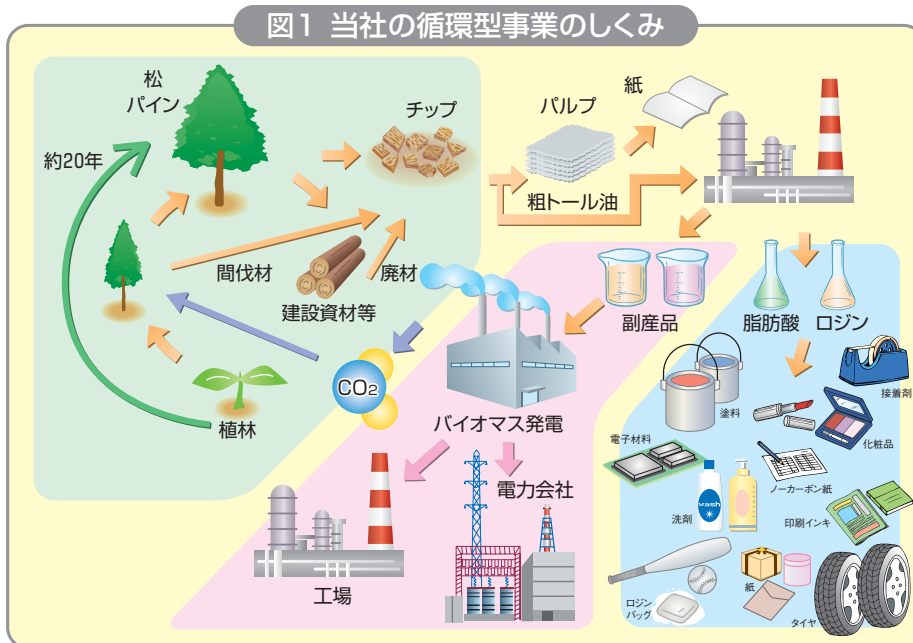 図1 当社の循環型事業のしくみ
松
パイン
チップ
約20年
間伐材
建設資材等
廃材
植林
CO2
パルプ
紙
粗トール油
副産品
脂肪酸
ロジン
バイオマス発電
電力会社
工場
接着剤
塗料
化粧品
電子材料
ノーカーボン紙
wash
洗剤
印刷インキ
ロジン
バッグ
紙
タイヤ